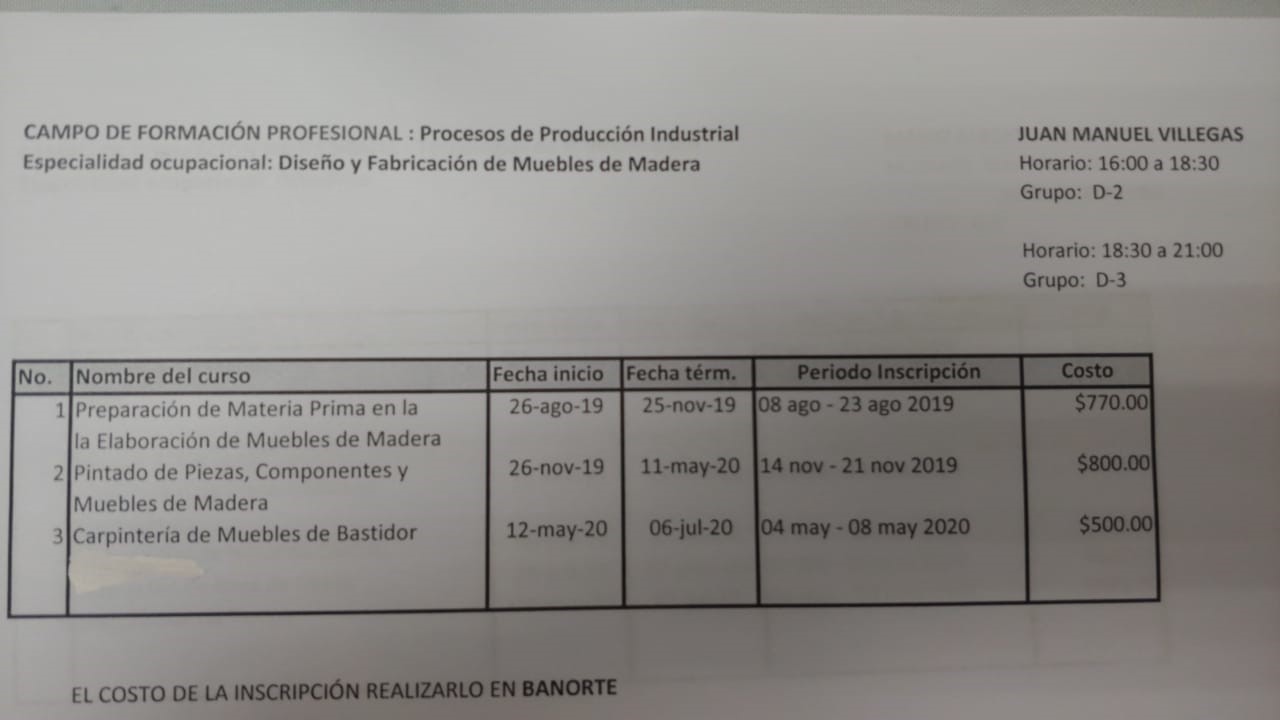 CAMPO DE FORMACIÓN PROFESIONAL : Procesos de Producción Industrial
Especialidad ocupacional: Diseño y Fabricación de Muebles de Madera
JUAN MANUEL VILLEGAS
Horario: 16:00 a 18:30
Grupo: D-2
Horario: 18:30 a 21:00
Grupo: D-3
No. Nombre del curso Fecha inicio Fecha térm. Periodo Inscripción Costo
1 Preparación de Materia Prima en la 26-ago-19 25-nov-19 08 ago - 23 ago 2019 $770.00
la Elaboración de Muebles de Madera
2 Pintado de Piezas, Componentes y 26-nov-19 11-may-20 14 nov - 21 nov 2019 $800.00
Muebles de Madera
3 Carpintería de Muebles de Bastidor 12-may-20 06-jul-20 04 may - 08 may 2020 $500.00
EL COSTO DE LA INSCRIPCIÓN REALIZARLO EN BANORTE